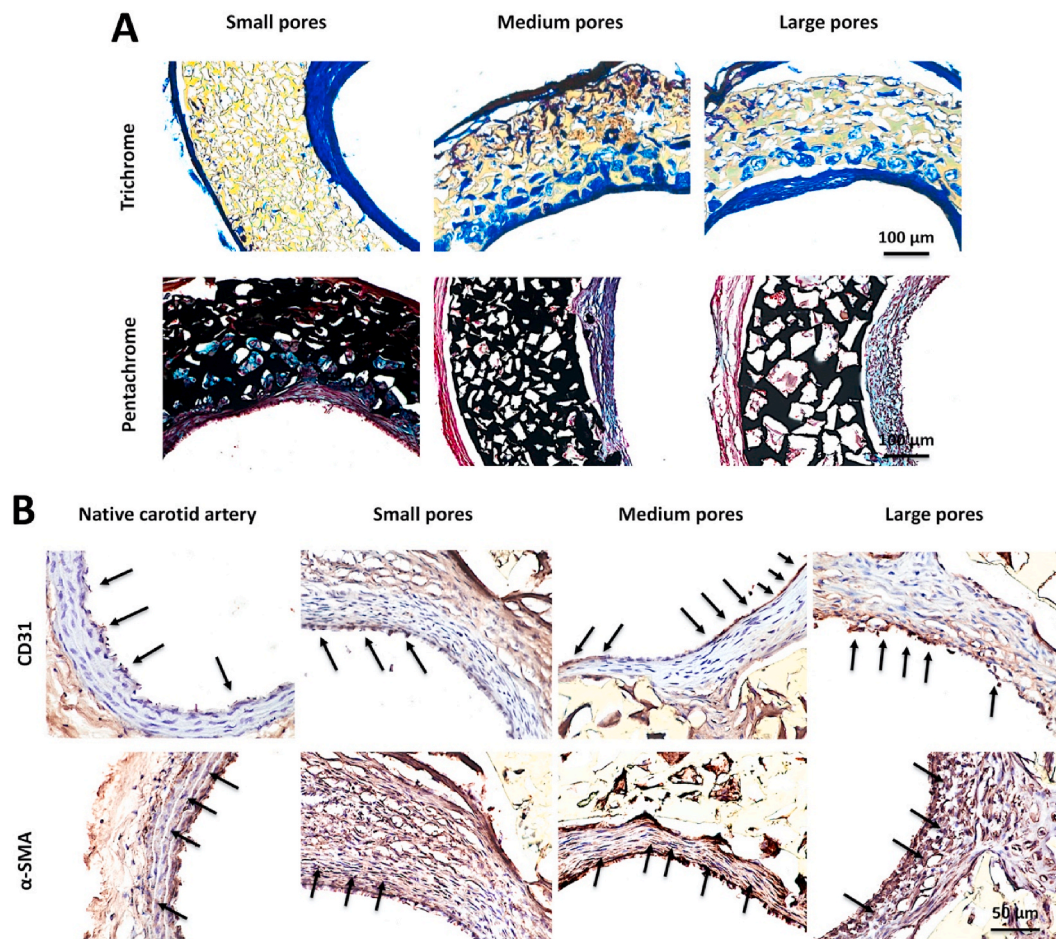 A
Small pores
Medium pores
Large pores
Trichrome
100 µm
Pentachrome
100 µm
B
Native carotid artery
Small pores
Medium pores
Large pores
CD31
α-SMA
50 µm